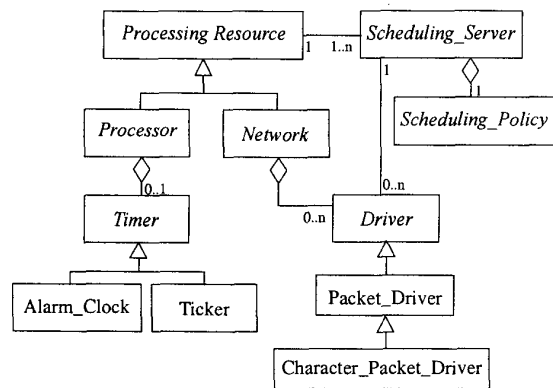 Processing Resource
Scheduling_Server
1
1..n
1
1
Processor
Network
Scheduling_Policy
0..1
0..n
0..n
Timer
Driver
Alarm_Clock
Ticker
Packet_Driver
Character_Packet_Driver